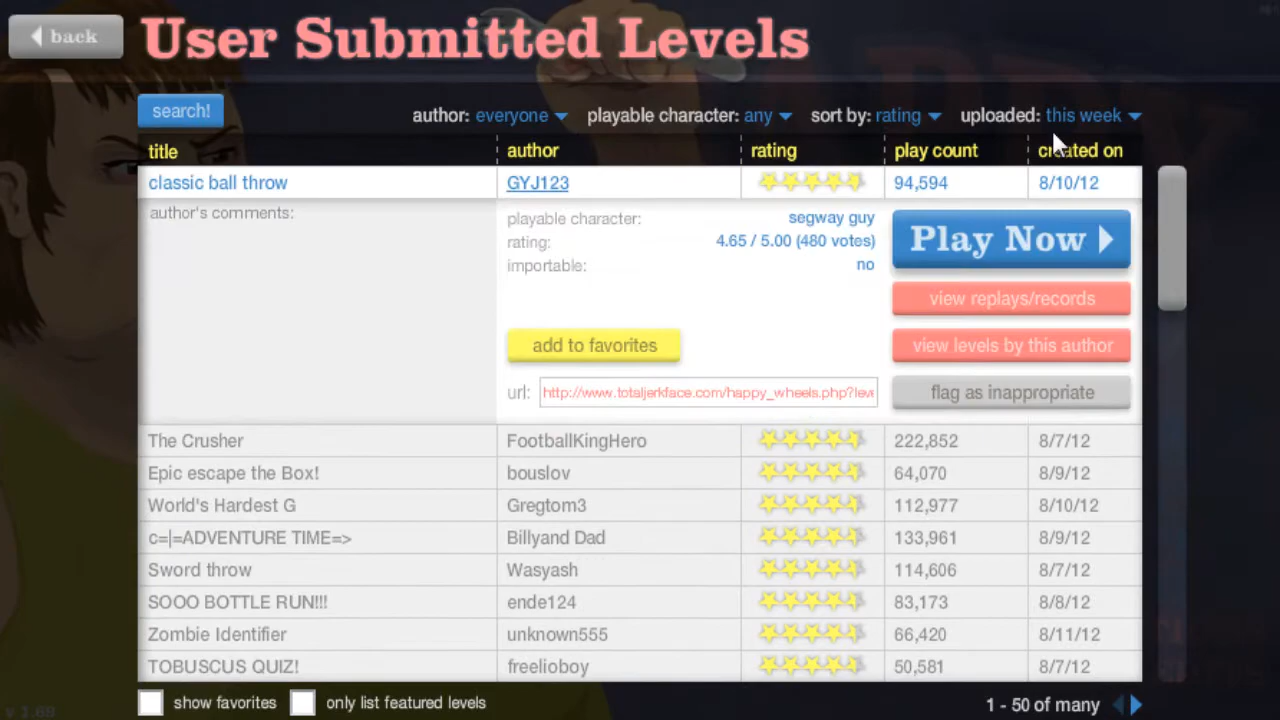 back
User Submitted Levels
search!
author: everyone
playable character: any
sort by: rating
uploaded: this week
title
author
rating
play count
created on
classic ball throw
GYJ123
94,594
8/10/12
author's comments:
playable character: segway guy
rating: 4.65 / 5.00 (480 votes)
importable: no
Play Now
view replays/records
add to favorites
view levels by this author
url: http://www.totaljerkface.com/happy_wheels.php?leve
flag as inappropriate
The Crusher FootballKingHero 222,852 8/7/12
Epic escape the Box! bouslov 64,070 8/9/12
World's Hardest G Gregtom3 112,977 8/10/12
c=|=ADVENTURE TIME=> Billyand Dad 133,961 8/7/12
Sword throw Wasyash 114,606 8/7/12
SOOO BOTTLE RUN!!! ende124 83,173 8/8/12
Zombie Identifier unknown555 66,420 8/11/12
TOBUSCUS QUIZ! freelioboy 50,581 8/7/12
show favorites
only list featured levels
1 - 50 of many
v 1.69